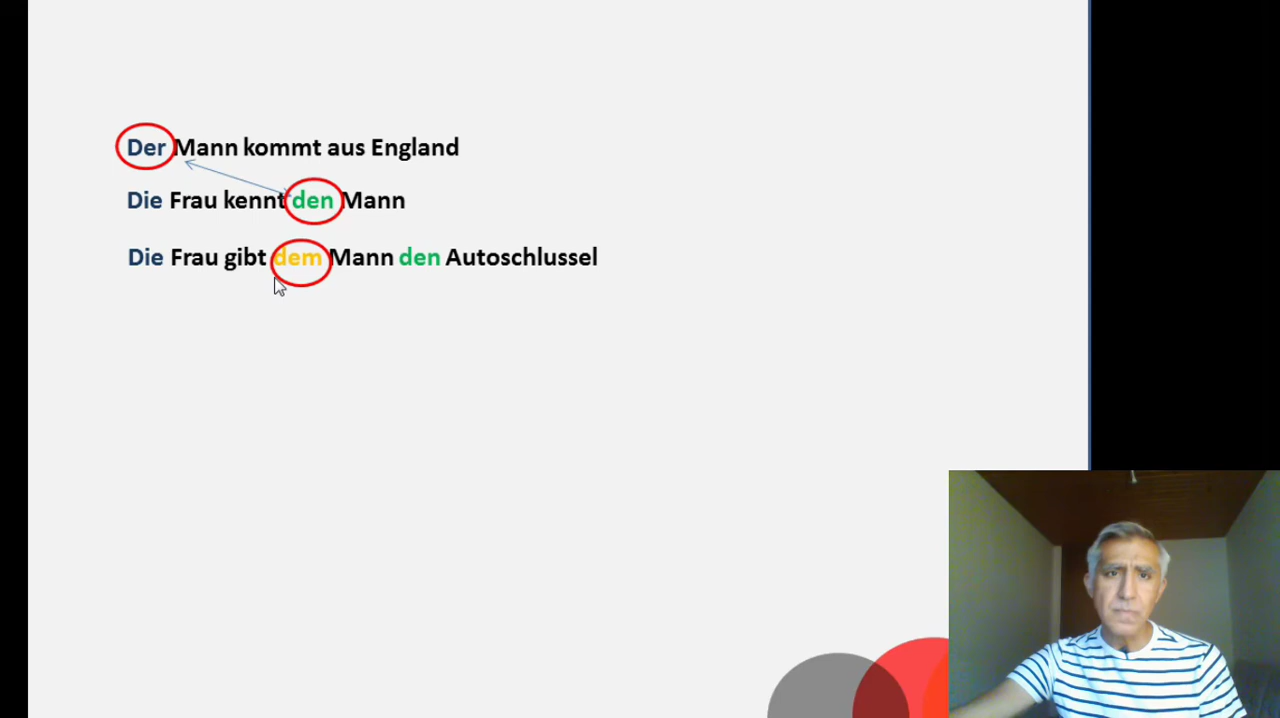 Der Mann kommt aus England
Die Frau kennt den Mann
Die Frau gibt dem Mann den Autoschlussel